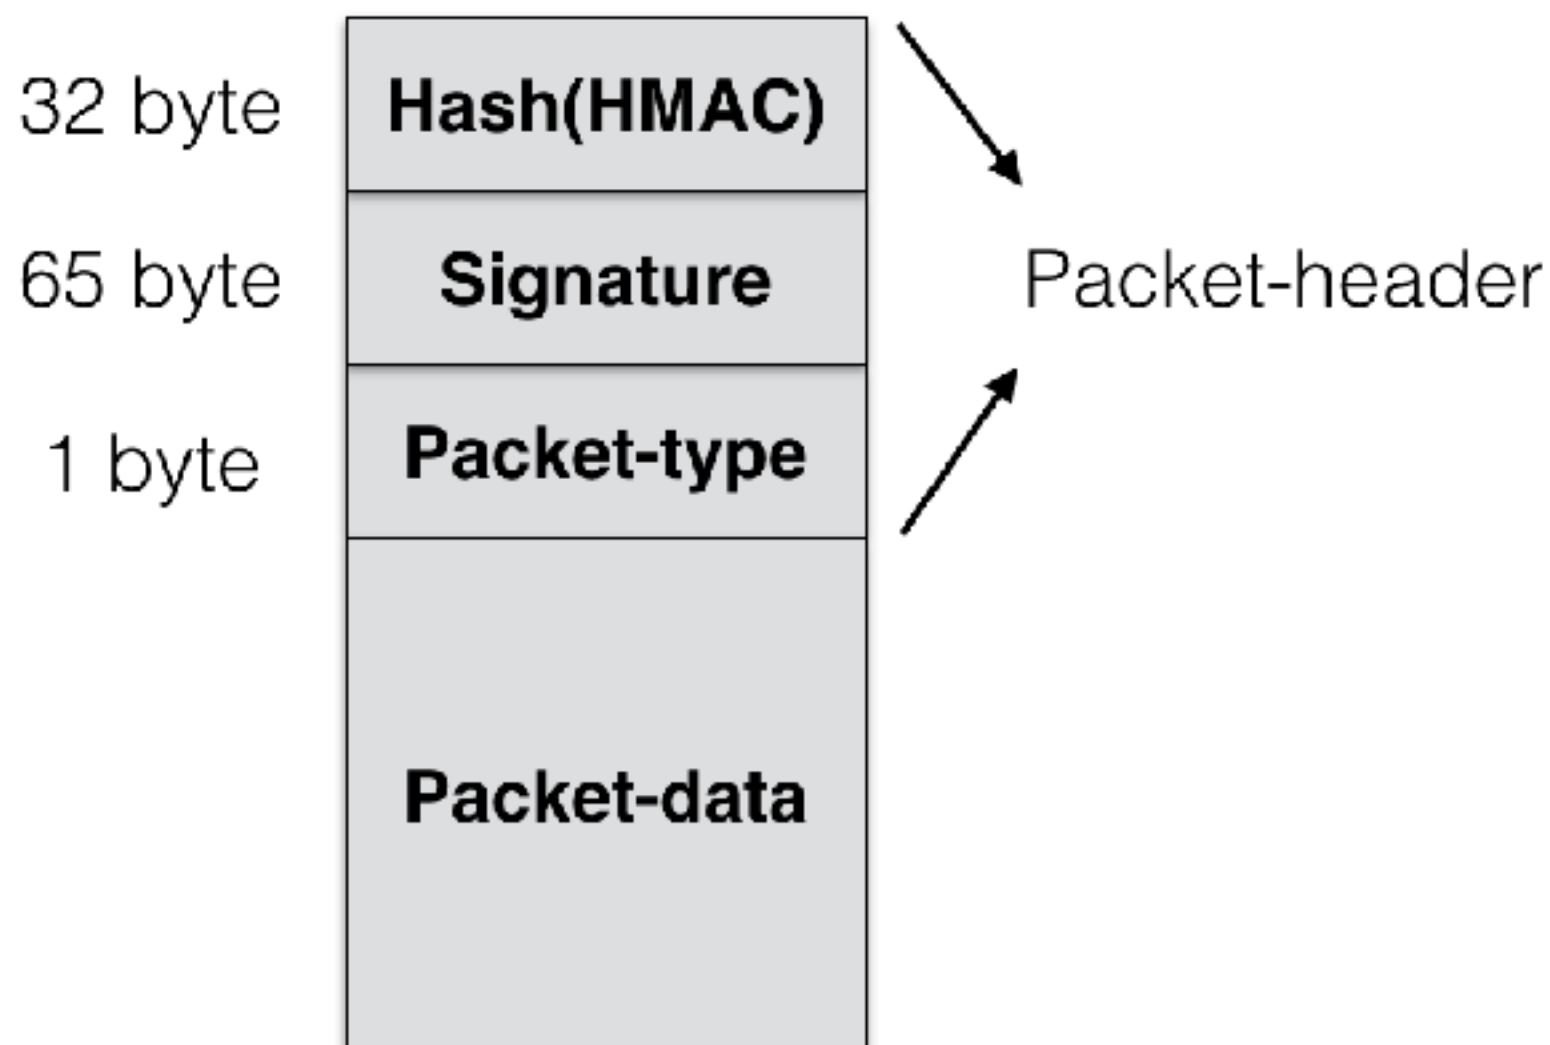 32 byte
Hash(HMAC)
65 byte
Signature
Packet-header
1 byte
Packet-type
Packet-data